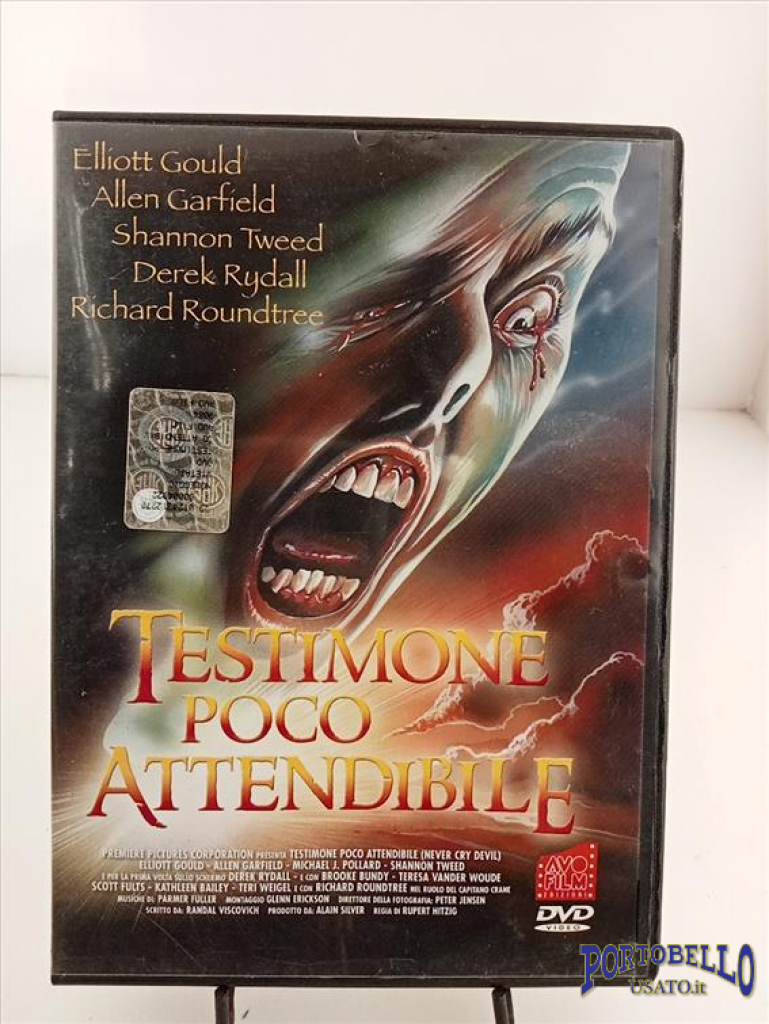 Elliott Gould
Allen Garfield
Shannon Tweed
Derek Rydall
Richard Roundtree
TESTIMONE
POCO
ATTENDIBILE
PREMIERE PICTURES CORPORATION PRESENTA TESTIMONE POCO ATTENDIBILE (NEVER CRY DEVIL)
ELLIOTT GOULD - ALLEN GARFIELD - MICHAEL J. POLLARD - SHANNON TWEED
E PER LA PRIMA VOLTA SULLO SCHERMO DEREK RYDALL - E CON BROOKE BUNDY - TERESA VANDER WOUDE
SCOTT FULTS - KATHLEEN BAILEY - TERI WEIGEL E CON RICHARD ROUNDTREE NEL RUOLO DEL CAPITANO CRANE
MUSICHE DI: PARMER FULLER MONTAGGIO GLENN ERICKSON DIRETTORE DELLA FOTOGRAFIA: PETER JENSEN
SCRITTO DA: RANDAL VISCOVICH PRODOTTO DA: ALAIN SILVER REGIA DI RUPERT HITZIG
AVO
FILM
EDIZIONI
DVD
VIDEO
PORTOBELLO
USATO.it